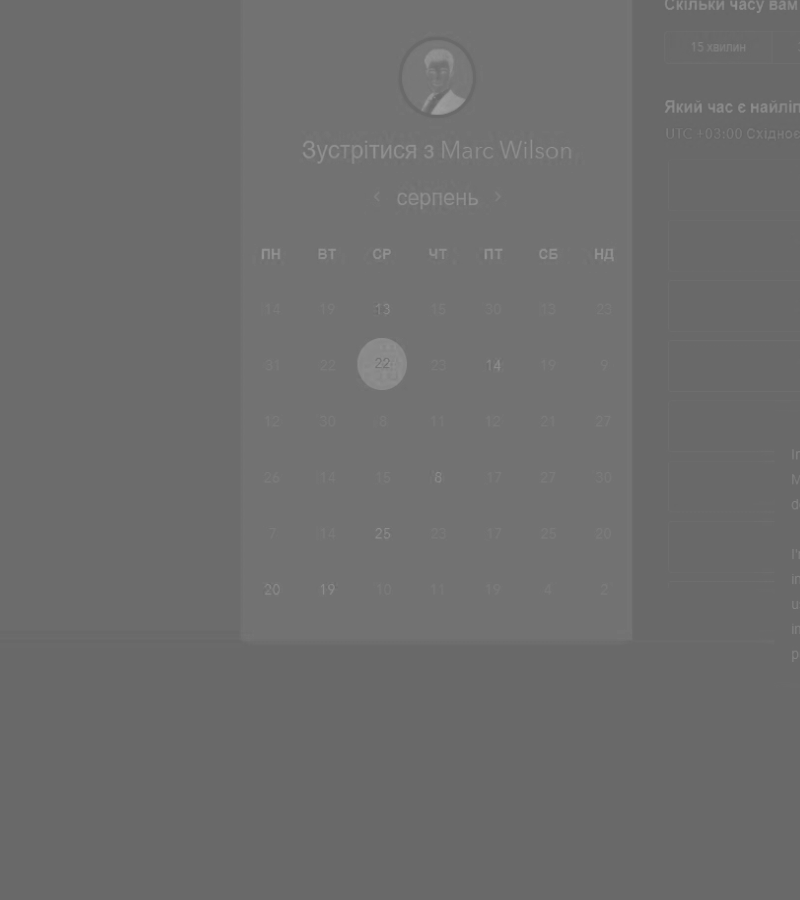 Скільки часу вам
15 хвилин
Який час є найліп
UTC +03:00 Східноє
Зустрітися з Marc Wilson
серпень
ПН ВТ СР ЧТ ПТ СБ НД
14 19 13 15 30 13 23
31 22 22 23 14 18 9
12 30 8 11 12 21 27
26 14 15 6 17 27 30
7 14 25 23 17 25 20
20 19 10 11 19 4 2